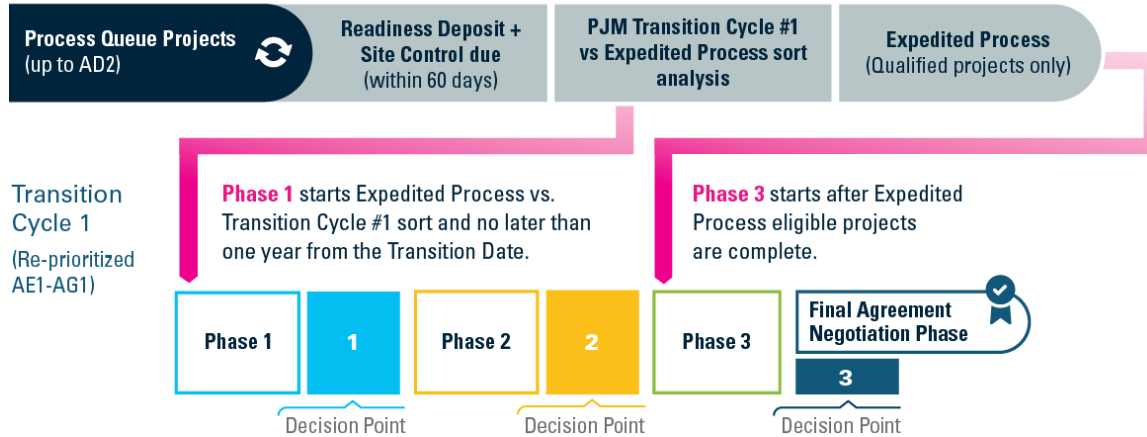 Process Queue Projects
(up to AD2)
Readiness Deposit +
Site Control due
(within 60 days)
PJM Transition Cycle #1
vs Expedited Process sort
analysis
Expedited Process
(Qualified projects only)
Transition
Cycle 1
(Re-prioritized
AE1-AG1)
Phase 1 starts Expedited Process vs.
Transition Cycle #1 sort and no later than
one year from the Transition Date.
Phase 3 starts after Expedited
Process eligible projects
are complete.
Phase 1
1
Phase 2
2
Phase 3
Final Agreement
Negotiation Phase
3
Decision Point
Decision Point
Decision Point